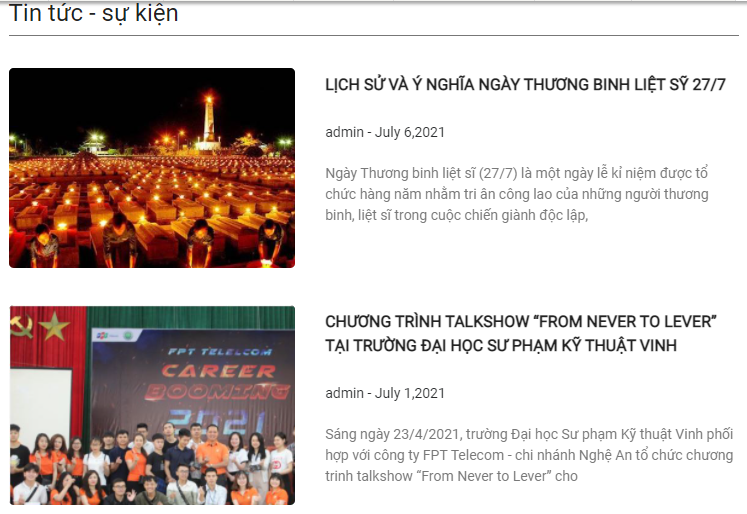 Tin tức - sự kiện
LỊCH SỬ VÀ Ý NGHĨA NGÀY THƯƠNG BINH LIỆT SỸ 27/7
admin - July 6,2021
Ngày Thương binh liệt sĩ (27/7) là một ngày lễ kỉ niệm được tổ
chức hàng năm nhằm tri ân công lao của những người thương
binh, liệt sĩ trong cuộc chiến giành độc lập,
FPT TELELCOM
CAREER
BOOMING
2021
CHƯƠNG TRÌNH TALKSHOW “FROM NEVER TO LEVER”
TẠI TRƯỜNG ĐẠI HỌC SƯ PHẠM KỸ THUẬT VINH
admin - July 1,2021
Sáng ngày 23/4/2021, trường Đại học Sư phạm Kỹ thuật Vinh phối
hợp với công ty FPT Telecom - chi nhánh Nghệ An tổ chức chương
trình talkshow “From Never to Lever” cho